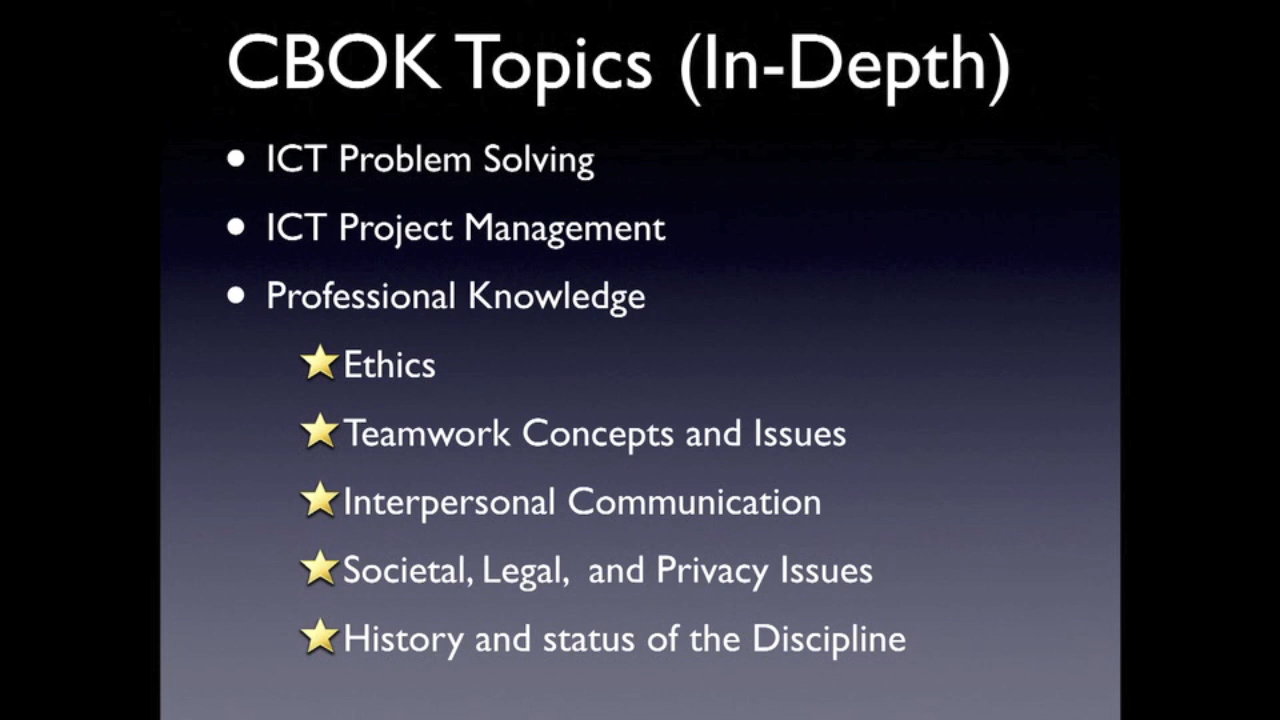 CBOK Topics (In-Depth)
• ICT Problem Solving
• ICT Project Management
• Professional Knowledge
★ Ethics
★ Teamwork Concepts and Issues
★ Interpersonal Communication
★ Societal, Legal,  and Privacy Issues
★ History and status of the Discipline